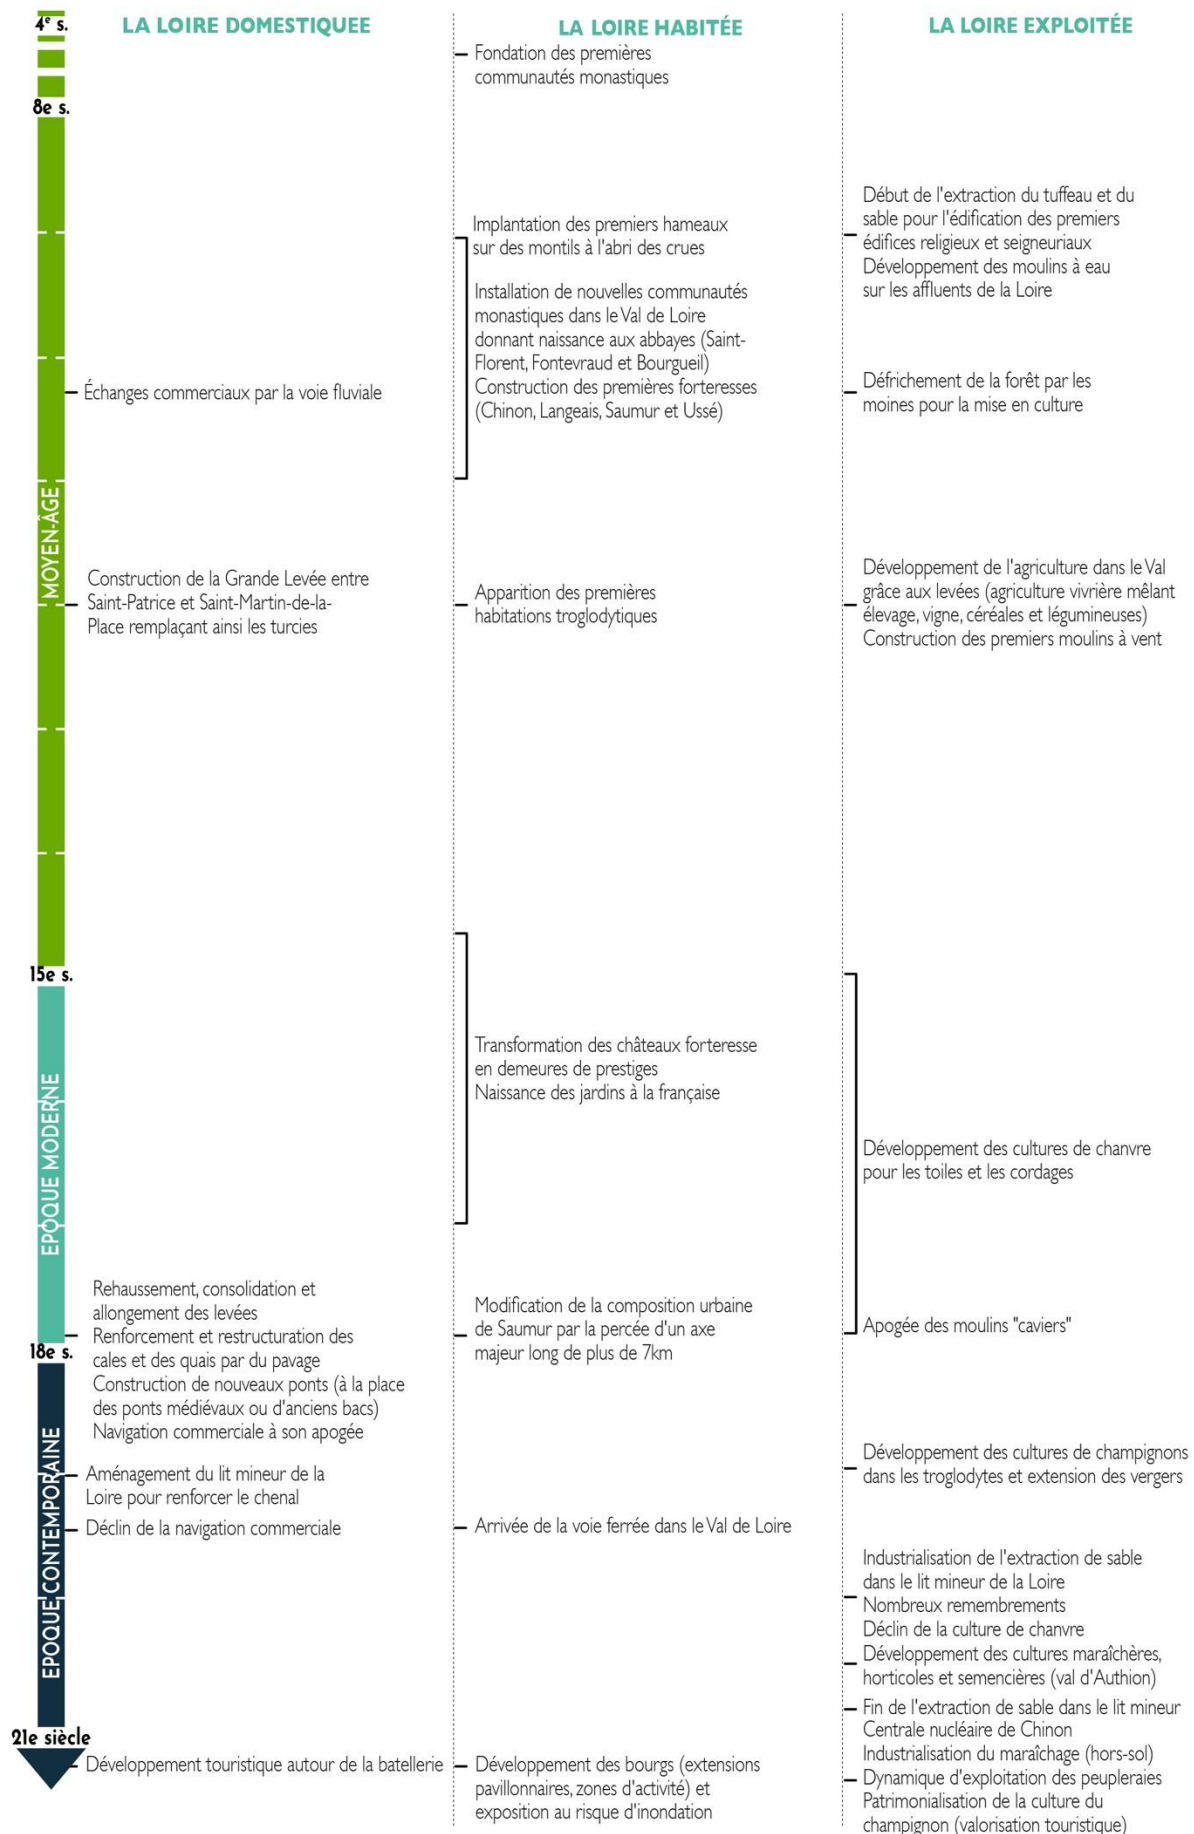 4e s.
8e s.
MOYEN-ÂGE
15e s.
EPOQUE MODERNE
18e s.
EPOQUE CONTEMPORAINE
21e siècle
LA LOIRE DOMESTIQUEE
Échanges commerciaux par la voie fluviale
Construction de la Grande Levée entre
Saint-Patrice et Saint-Martin-de-la-
Place remplaçant ainsi les turcies
Rehaussement, consolidation et
allongement des levées
Renforcement et restructuration des
cales et des quais par du pavage
Construction de nouveaux ponts (à la place
des ponts médiévaux ou d'anciens bacs)
Navigation commerciale à son apogée
Aménagement du lit mineur de la
Loire pour renforcer le chenal
Déclin de la navigation commerciale
Développement touristique autour de la batellerie
LA LOIRE HABITÉE
Fondation des premières
communautés monastiques
Implantation des premiers hameaux
sur des montils à l'abri des crues
Installation de nouvelles communautés
monastiques dans le Val de Loire
donnant naissance aux abbayes (Saint-
Florent, Fontevraud et Bourgueil)
Construction des premières forteresses
(Chinon, Langeais, Saumur et Ussé)
Apparition des premières
habitations troglodytiques
Transformation des châteaux forteresse
en demeures de prestiges
Naissance des jardins à la française
Modification de la composition urbaine
de Saumur par la percée d'un axe
majeur long de plus de 7km
Arrivée de la voie ferrée dans le Val de Loire
Développement des bourgs (extensions
pavillonnaires, zones d'activité) et
exposition au risque d'inondation
LA LOIRE EXPLOITÉE
Début de l'extraction du tuffeau et du
sable pour l'édification des premiers
édifices religieux et seigneuriaux
Développement des moulins à eau
sur les affluents de la Loire
Défrichement de la forêt par les
moines pour la mise en culture
Développement de l'agriculture dans le Val
grâce aux levées (agriculture vivrière mêlant
élevage, vigne, céréales et légumineuses)
Construction des premiers moulins à vent
Développement des cultures de chanvre
pour les toiles et les cordages
Apogée des moulins "caviers"
Développement des cultures de champignons
dans les troglodytes et extension des vergers
Industrialisation de l'extraction de sable
dans le lit mineur de la Loire
Nombreux remembrements
Déclin de la culture de chanvre
Développement des cultures maraîchères,
horticoles et semencières (val d'Authion)
Fin de l'extraction de sable dans le lit mineur
Centrale nucléaire de Chinon
Industrialisation du maraîchage (hors-sol)
Dynamique d'exploitation des peupleraies
Patrimonialisation de la culture du
champignon (valorisation touristique)